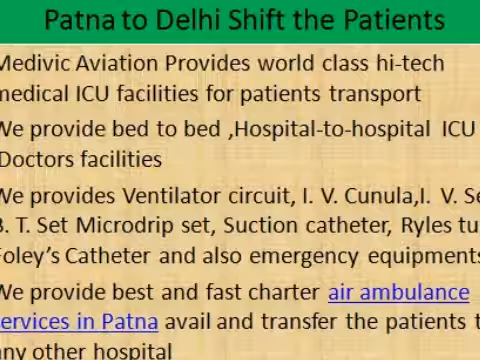 Patna to Delhi Shift the Patients
Medivic Aviation Provides world class hi-tech
medical ICU facilities for patients transport
We provide bed to bed ,Hospital-to-hospital ICU
Doctors facilities
We provides Ventilator circuit, I. V. Cunula,I. V. Se
B. T. Set Microdrip set, Suction catheter, Ryles tu
Foley's Catheter and also emergency equipments
We provide best and fast charter air ambulance
services in Patna avail and transfer the patients t
any other hospital